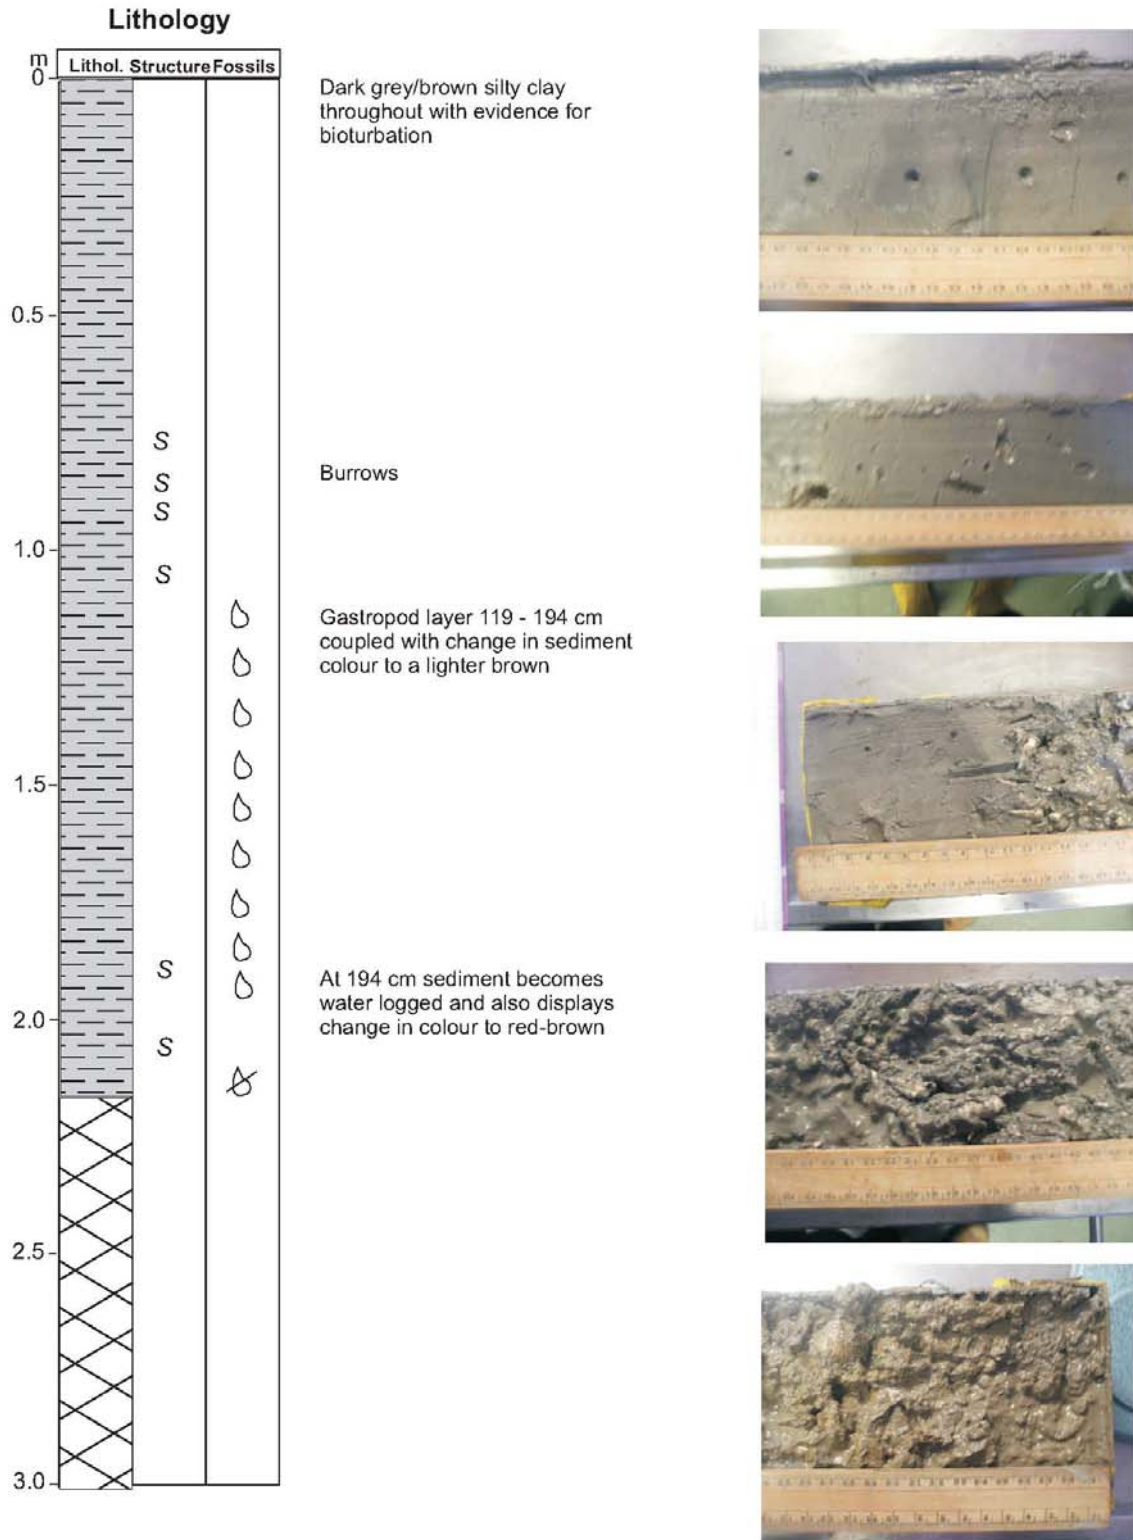 Lithology
m
Lithol. Structure Fossils
0
Dark grey/brown silty clay
throughout with evidence for
bioturbation
0.5
S
Burrows
S
S
1.0
S
Gastropod layer 119 - 194 cm
coupled with change in sediment
colour to a lighter brown
1.5
S
At 194 cm sediment becomes
water logged and also displays
change in colour to red-brown
2.0
S
2.5
3.0